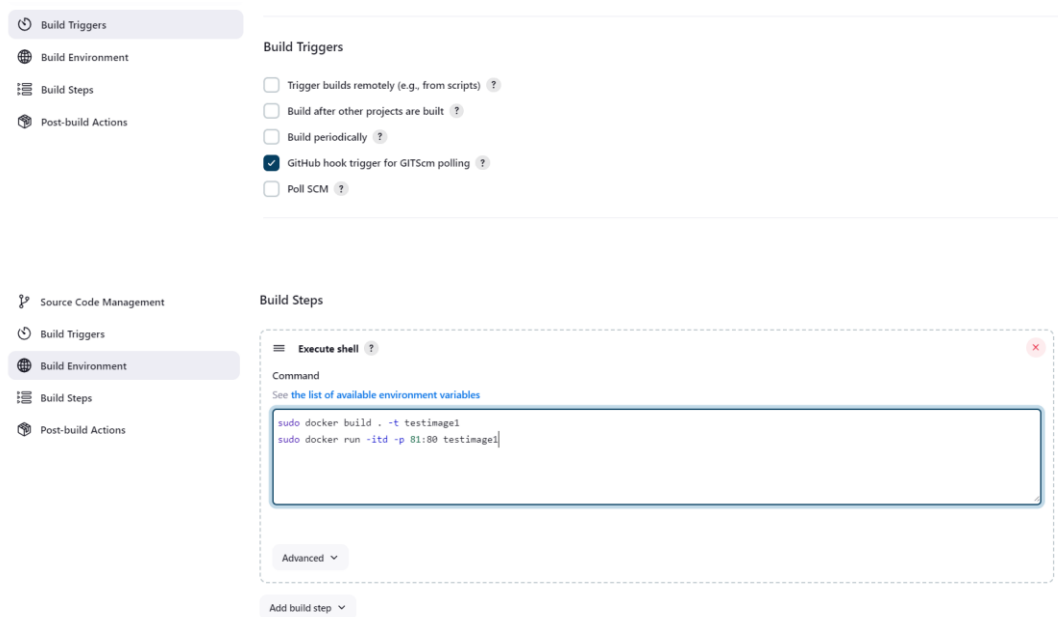 Build Triggers
Build Environment
Build Steps
Post-build Actions
Build Triggers
Trigger builds remotely (e.g., from scripts) ?
Build after other projects are built ?
Build periodically ?
GitHub hook trigger for GITScm polling ?
Poll SCM ?
Source Code Management
Build Triggers
Build Environment
Build Steps
Post-build Actions
Build Steps
Execute shell ?
Command
See the list of available environment variables
sudo docker build . -t testimage1
sudo docker run -itd -p 81:80 testimage1
Advanced
Add build step